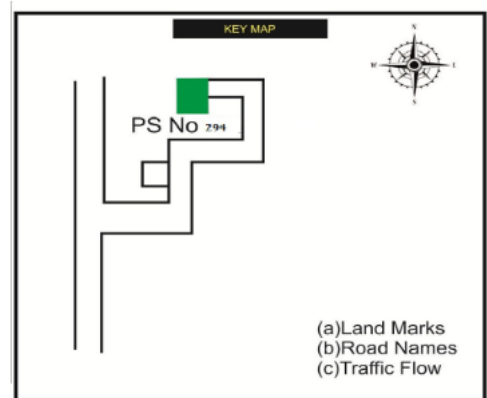 KEY MAP
N
W E
S
PS No 294
(a)Land Marks
(b)Road Names
(c)Traffic Flow